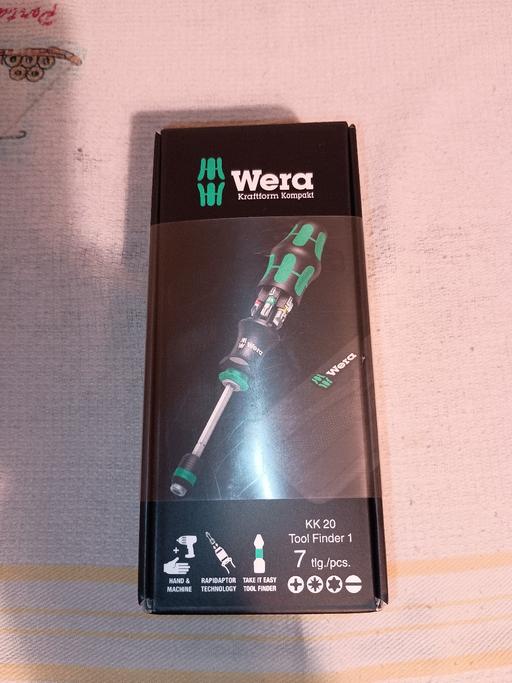 Wera
Kraftform Kompakt
Wera
Wera
KK 20
Tool Finder 1
7 tlg./pcs.
+
HAND &
MACHINE
RAPIDAPTOR
TECHNOLOGY
TAKE IT EASY
TOOL FINDER